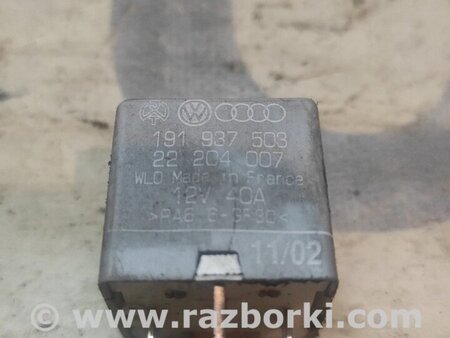 191 937 503
22 204 007
WLO Made in France
12V 40A
>PA6.6-GF30<
11/02
www.razborki.com